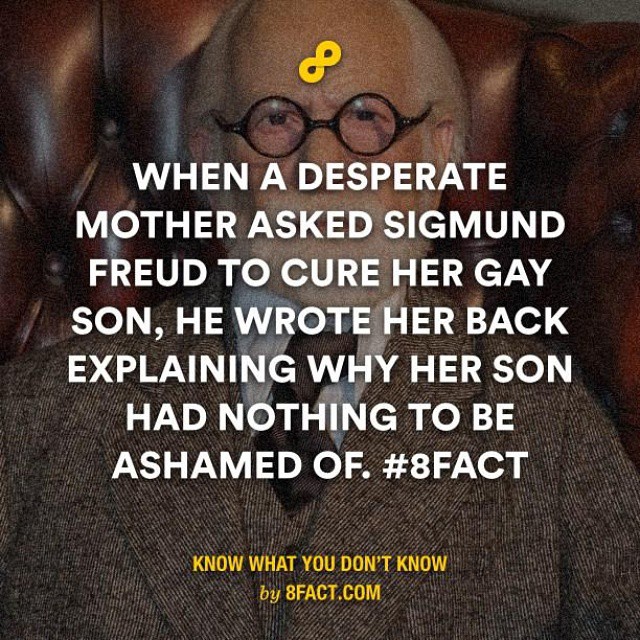 WHEN A DESPERATE
MOTHER ASKED SIGMUND
FREUD TO CURE HER GAY
SON, HE WROTE HER BACK
EXPLAINING WHY HER SON
HAD NOTHING TO BE
ASHAMED OF. #8FACT
KNOW WHAT YOU DON'T KNOW
by 8FACT.COM